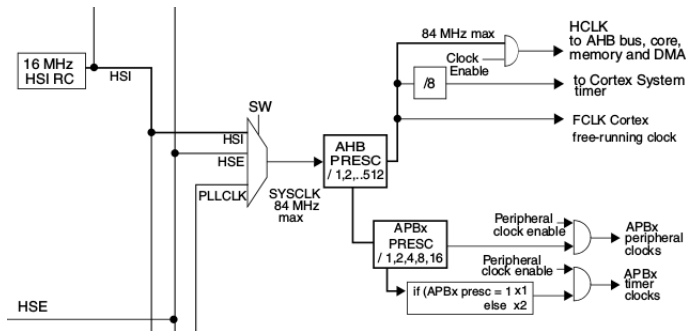 16 MHz
HSI RC
HSI
SW
HSI
HSE
PLLCLK
SYSCLK
84 MHz
max
AHB
PRESC
/ 1,2,..512
84 MHz max
Clock
Enable
HCLK
to AHB bus, core,
memory and DMA
/8
to Cortex System
timer
FCLK Cortex
free-running clock
APBx
PRESC
/ 1,2,4,8,16
Peripheral
clock enable
APBx
peripheral
clocks
Peripheral
clock enable
if (APBx presc = 1 x1
else x2
APBx
timer
clocks
HSE